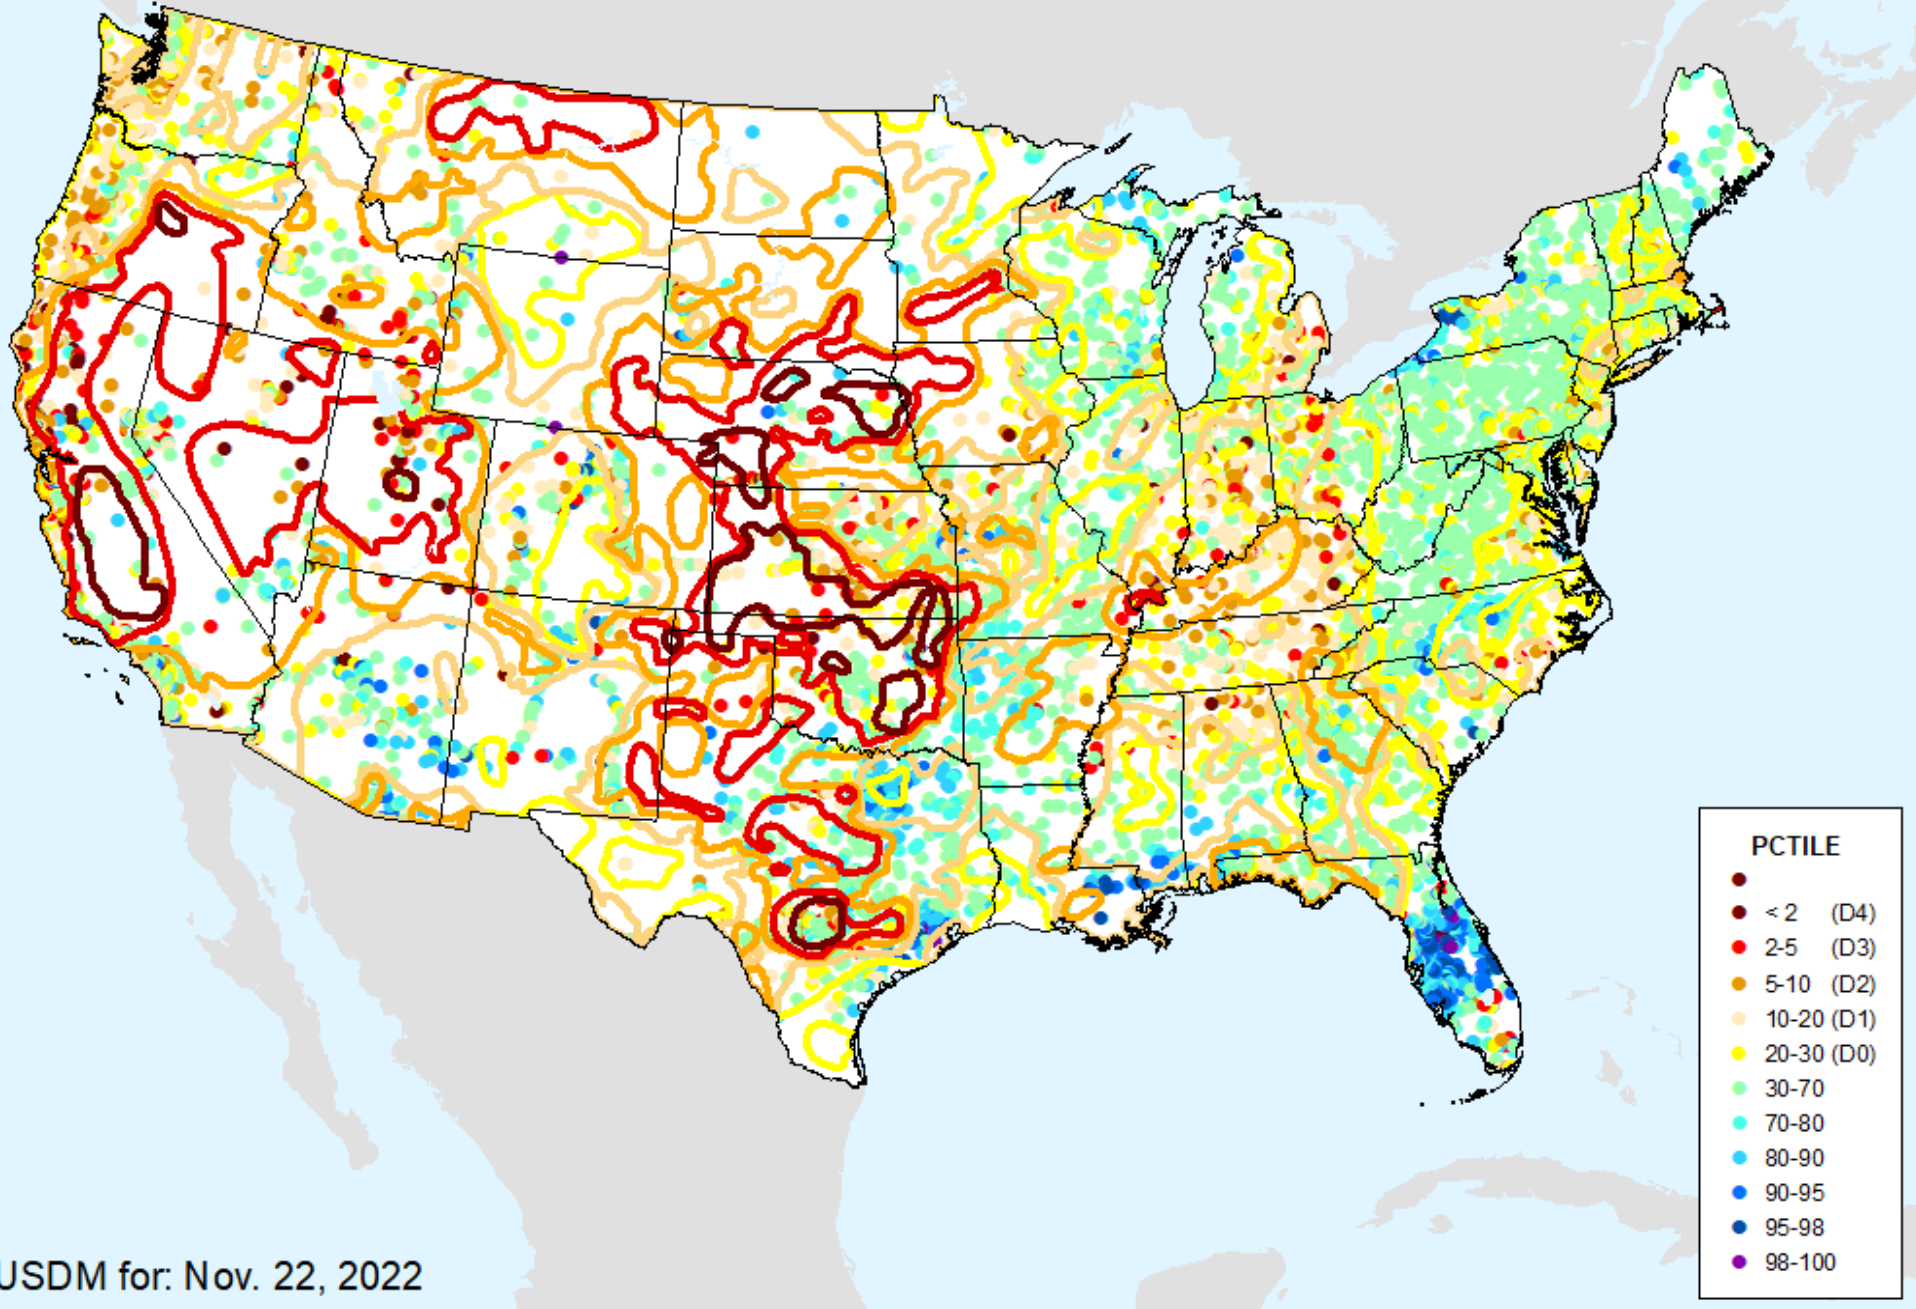 PCTILE
< 2 (D4)
2-5 (D3)
5-10 (D2)
10-20 (D1)
20-30 (D0)
30-70
70-80
80-90
90-95
95-98
98-100
USDM for: Nov. 22, 2022